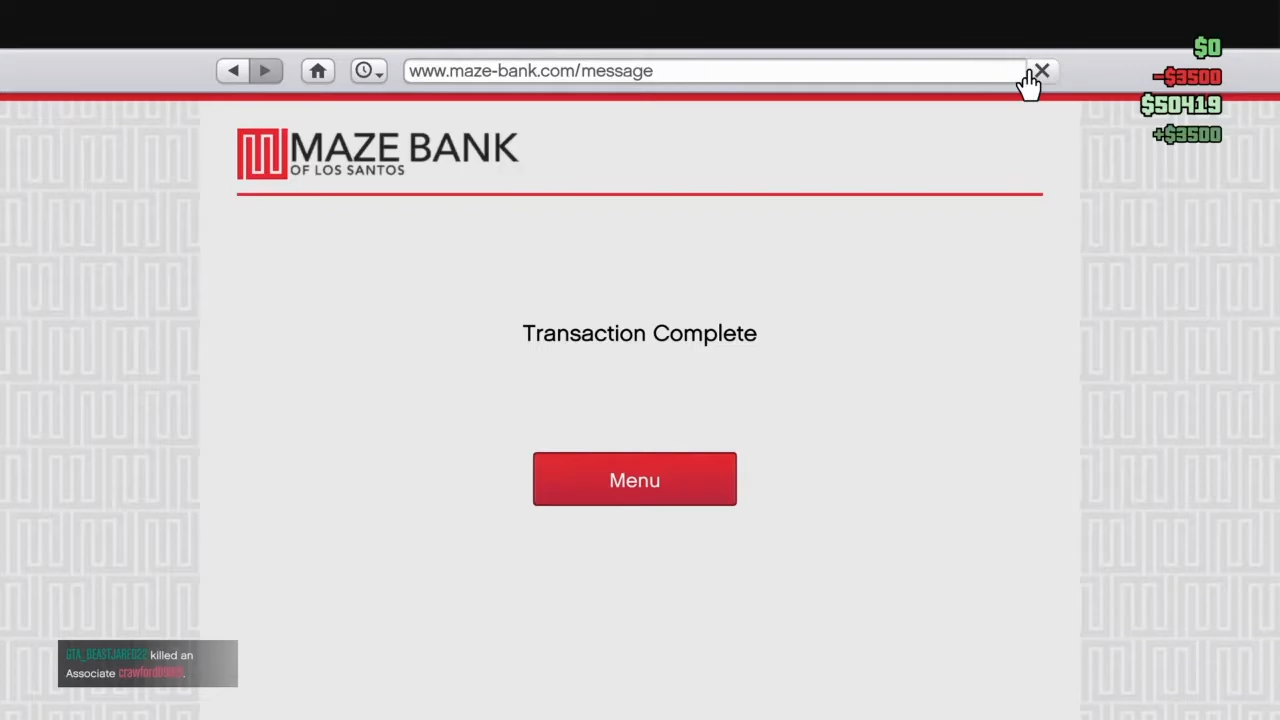 www.maze-bank.com/message
$0
-$3500
$50419
+$3500
MAZE BANK
OF LOS SANTOS
Transaction Complete
Menu
GTA_BEASTJARE022 killed an
Associate